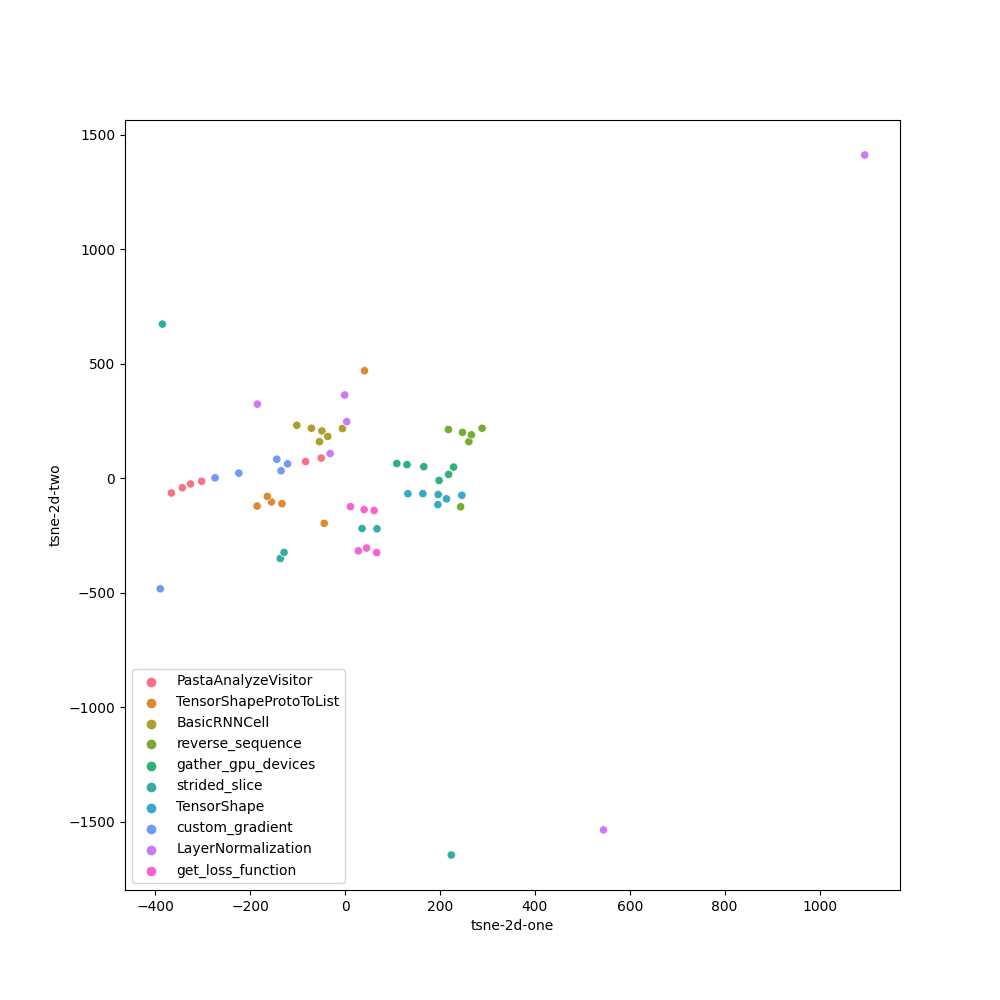 1500
1000
500
0
−500
−1000
−1500
tsne-2d-two
PastaAnalyzeVisitor
TensorShapeProtoToList
BasicRNNCell
reverse_sequence
gather_gpu_devices
strided_slice
TensorShape
custom_gradient
LayerNormalization
get_loss_function
−400 −200 0 200 400 600 800 1000
tsne-2d-one